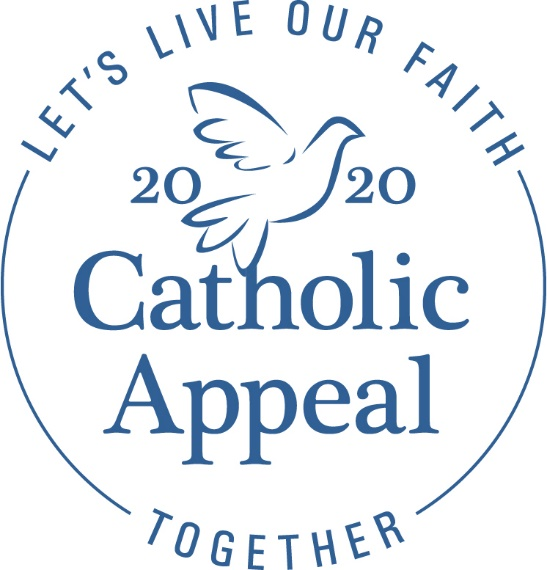 LET'S LIVE OUR FAITH
20 20
Catholic
Appeal
TOGETHER